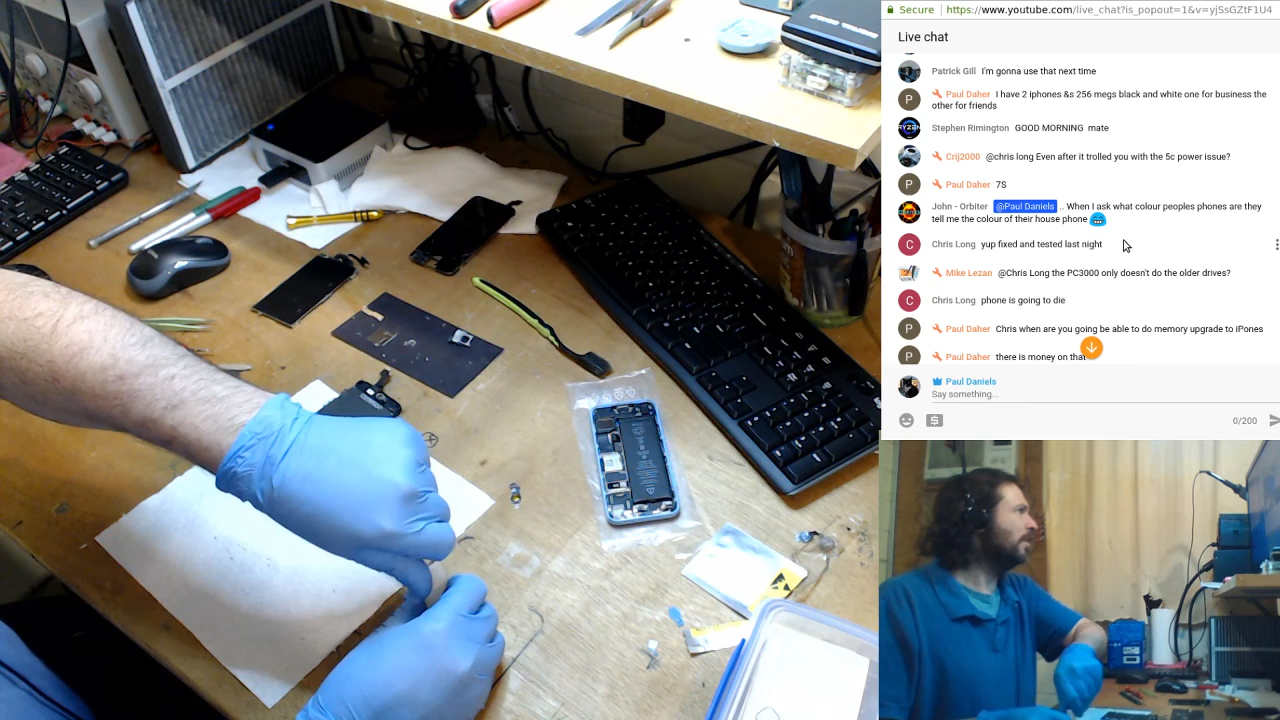 Secure https://www.youtube.com/live_chat?is_popout=1&v=yjSsGZtF1U4
Live chat
Patrick Gill I'm gonna use that next time
Paul Daher I have 2 iphones &s 256 megs black and white one for business the
other for friends
Stephen Rimington GOOD MORNING mate
Crij2000 @chris long Even after it trolled you with the 5c power issue?
Paul Daher 7S
John - Orbiter @Paul Daniels .. When I ask what colour peoples phones are they
tell me the colour of their house phone
Chris Long yup fixed and tested last night
Mike Lezan @Chris Long the PC3000 only doesn't do the older drives?
Chris Long phone is going to die
Paul Daher Chris when are you going be able to do memory upgrade to iPones
Paul Daher there is money on that
Paul Daniels
Say something...
0/200
P
P
RYZEN
P
C
C
P
P